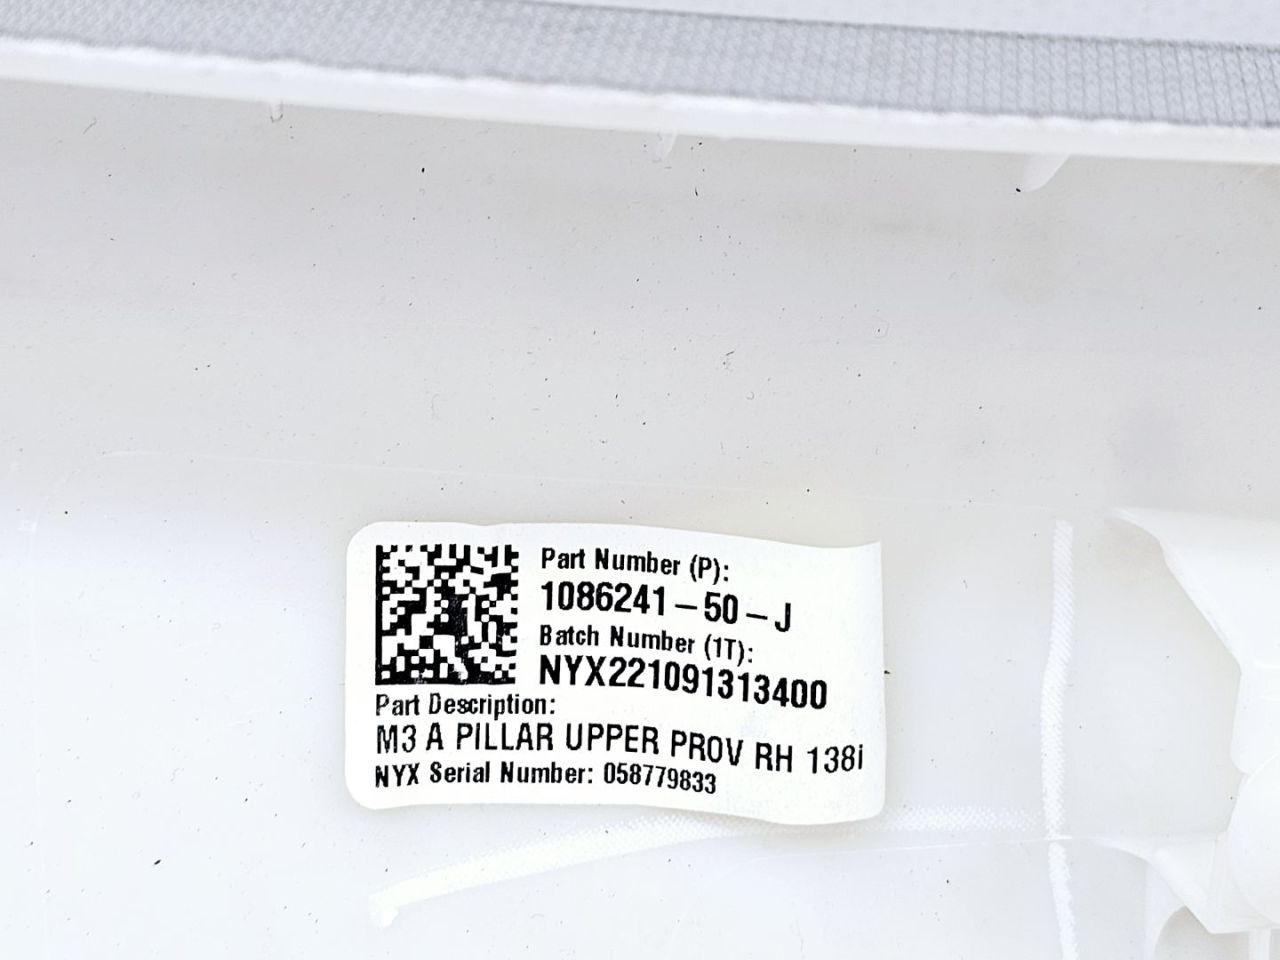 Part Number (P):
1086241-50-J
Batch Number (1T):
NYX221091313400
Part Description:
M3 A PILLAR UPPER PROV RH 138i
NYX Serial Number: 058779833